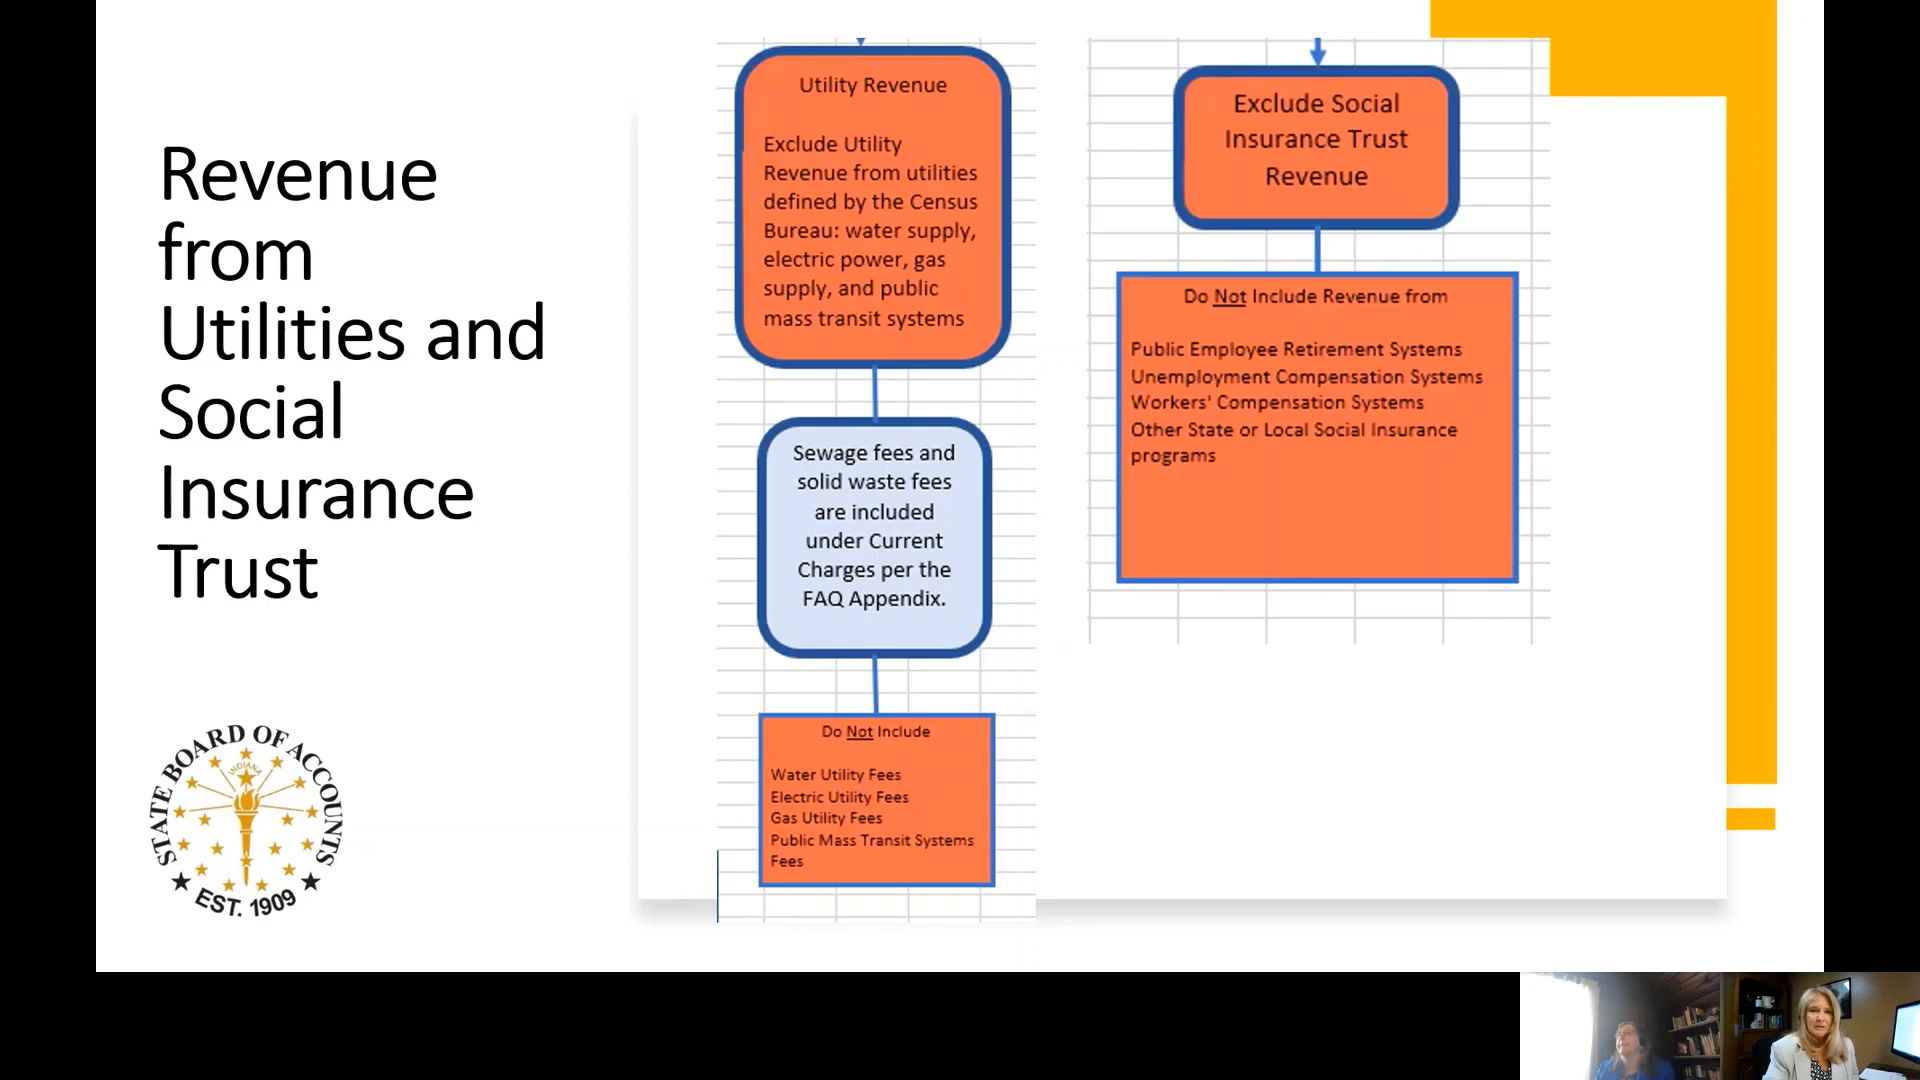 Revenue
from
Utilities and
Social
Insurance
Trust
Utility Revenue
Exclude Utility
Revenue from utilities
defined by the Census
Bureau: water supply,
electric power, gas
supply, and public
mass transit systems
Sewage fees and
solid waste fees
are included
under Current
Charges per the
FAQ Appendix.
Do Not Include
Water Utility Fees
Electric Utility Fees
Gas Utility Fees
Public Mass Transit Systems
Fees
Exclude Social
Insurance Trust
Revenue
Do Not Include Revenue from
Public Employee Retirement Systems
Unemployment Compensation Systems
Workers' Compensation Systems
Other State or Local Social Insurance
programs
STATE BOARD OF ACCOUNTS
INDIANA
EST. 1909